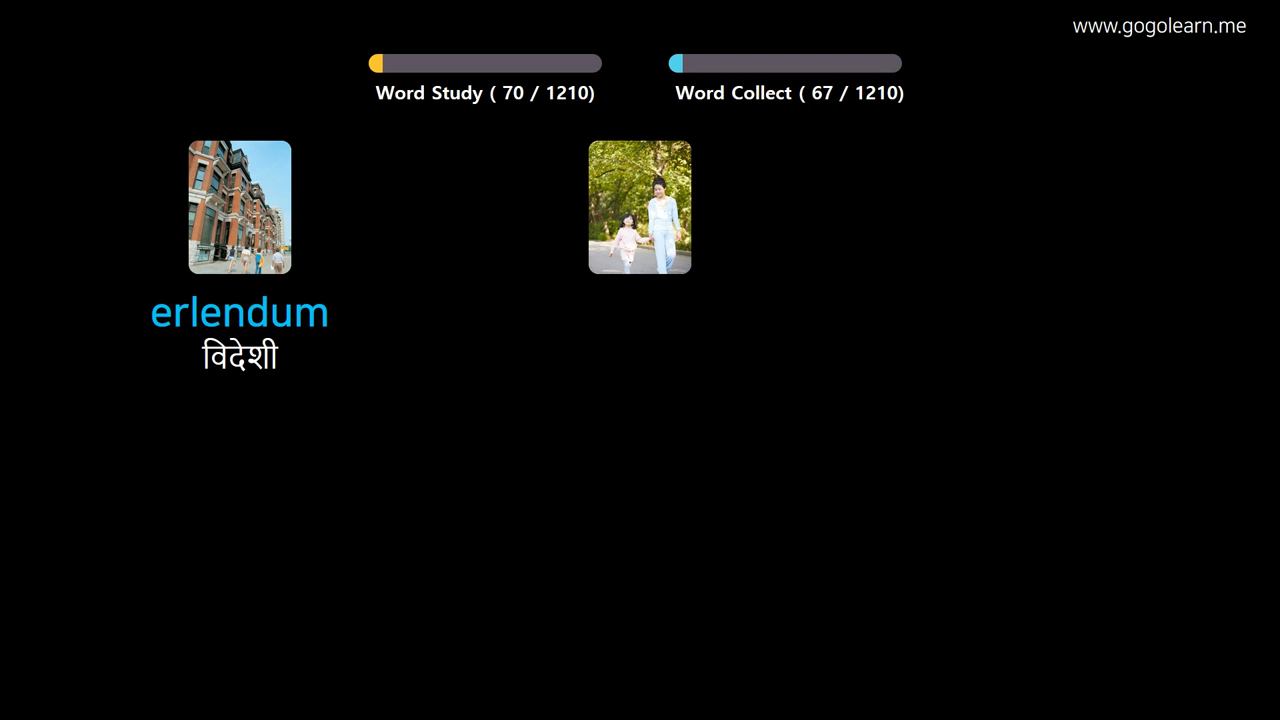 www.gogolearn.me
Word Study ( 70 / 1210)
Word Collect ( 67 / 1210)
erlendum
विदेशी